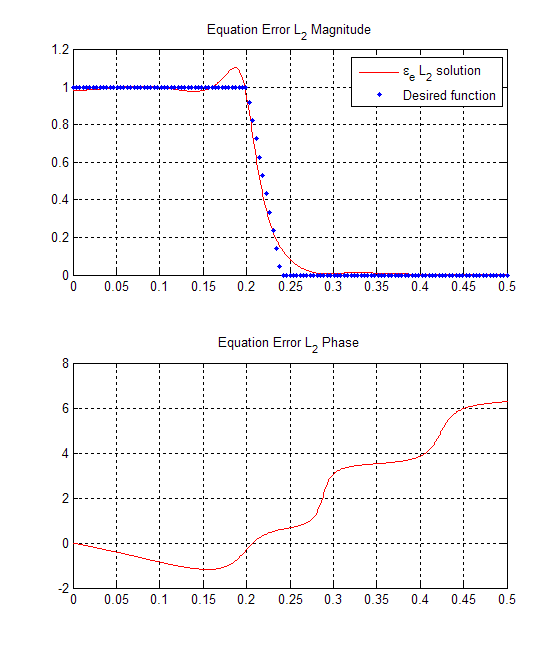 Equation Error L₂ Magnitude
1.2
1
0.8
0.6
0.4
0.2
0
εₑ L₂ solution
Desired function
0 0.05 0.1 0.15 0.2 0.25 0.3 0.35 0.4 0.45 0.5
Equation Error L₂ Phase
8
6
4
2
0
-2
0 0.05 0.1 0.15 0.2 0.25 0.3 0.35 0.4 0.45 0.5